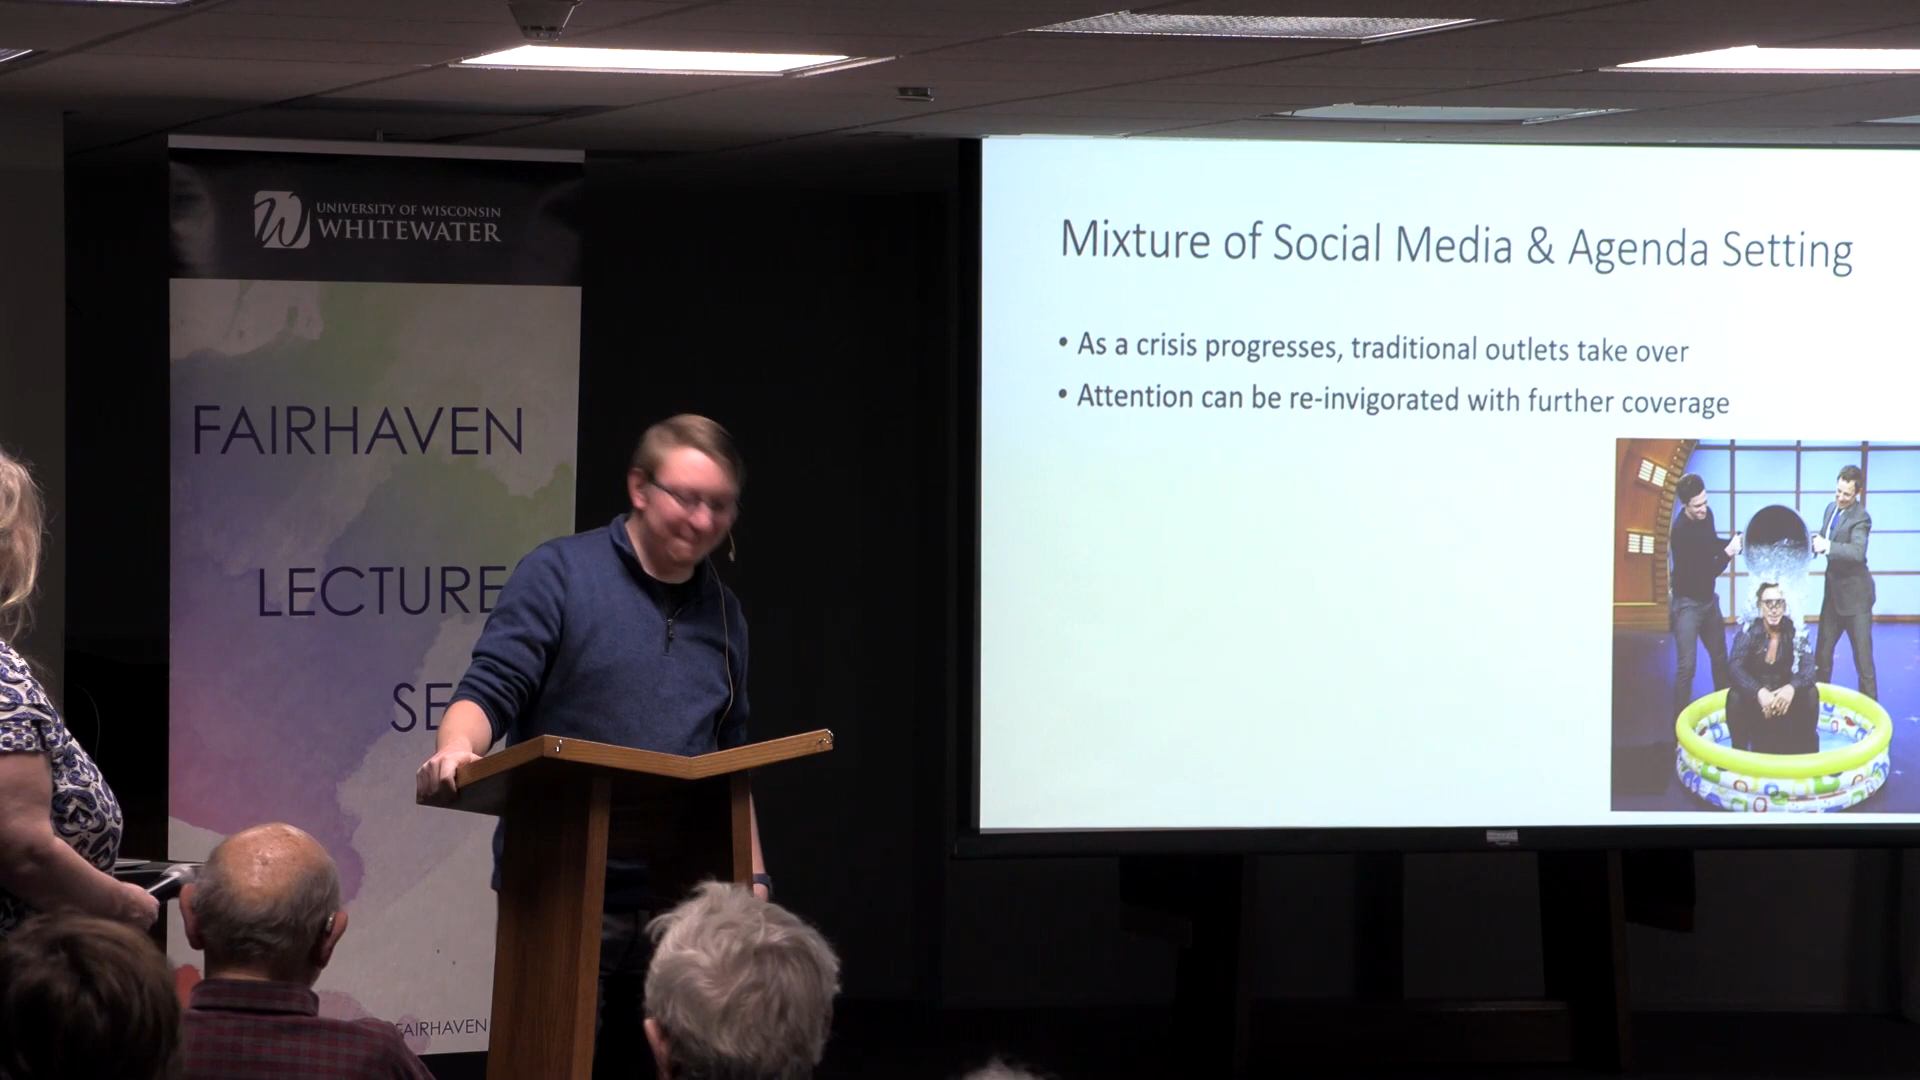 UNIVERSITY OF WISCONSIN
WHITEWATER
FAIRHAVEN
LECTURE
SE
FAIRHAVEN
Mixture of Social Media & Agenda Setting
• As a crisis progresses, traditional outlets take over
• Attention can be re-invigorated with further coverage